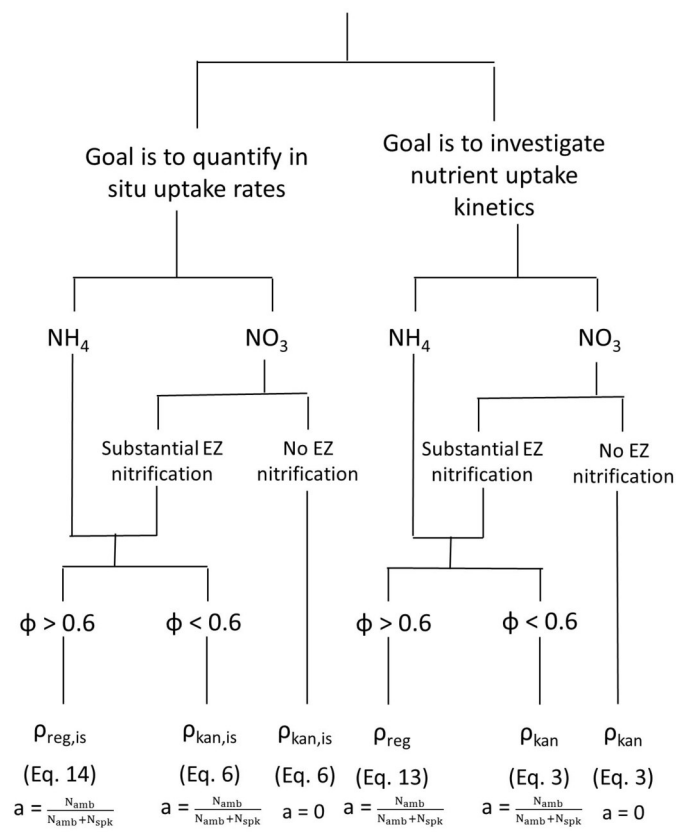 Goal is to quantify in
situ uptake rates
Goal is to investigate
nutrient uptake
kinetics
NH₄
NO₃
NH₄
NO₃
Substantial EZ
nitrification
No EZ
nitrification
Substantial EZ
nitrification
No EZ
nitrification
ϕ > 0.6
ϕ < 0.6
ϕ > 0.6
ϕ < 0.6
ρreg,is
(Eq. 14)
a = Namb / Namb+Nspk
ρkan,is
(Eq. 6)
a = Namb / Namb+Nspk
ρkan,is
(Eq. 6)
a = 0
ρreg
(Eq. 13)
a = Namb / Namb+Nspk
ρkan
(Eq. 3)
a = Namb / Namb+Nspk
ρkan
(Eq. 3)
a = 0